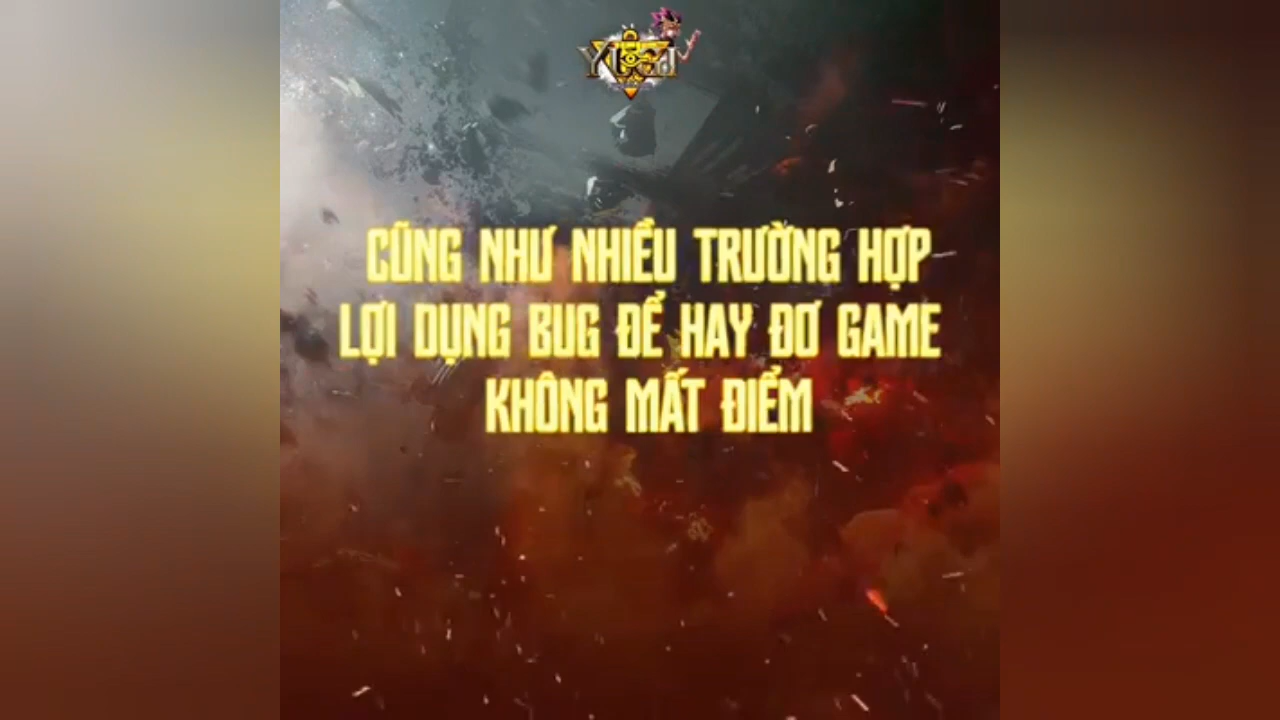 CŨNG NHƯ NHIỀU TRƯỜNG HỢP
LỢI DỤNG BUG ĐỂ HAY ĐƠ GAME
KHÔNG MẤT ĐIỂM